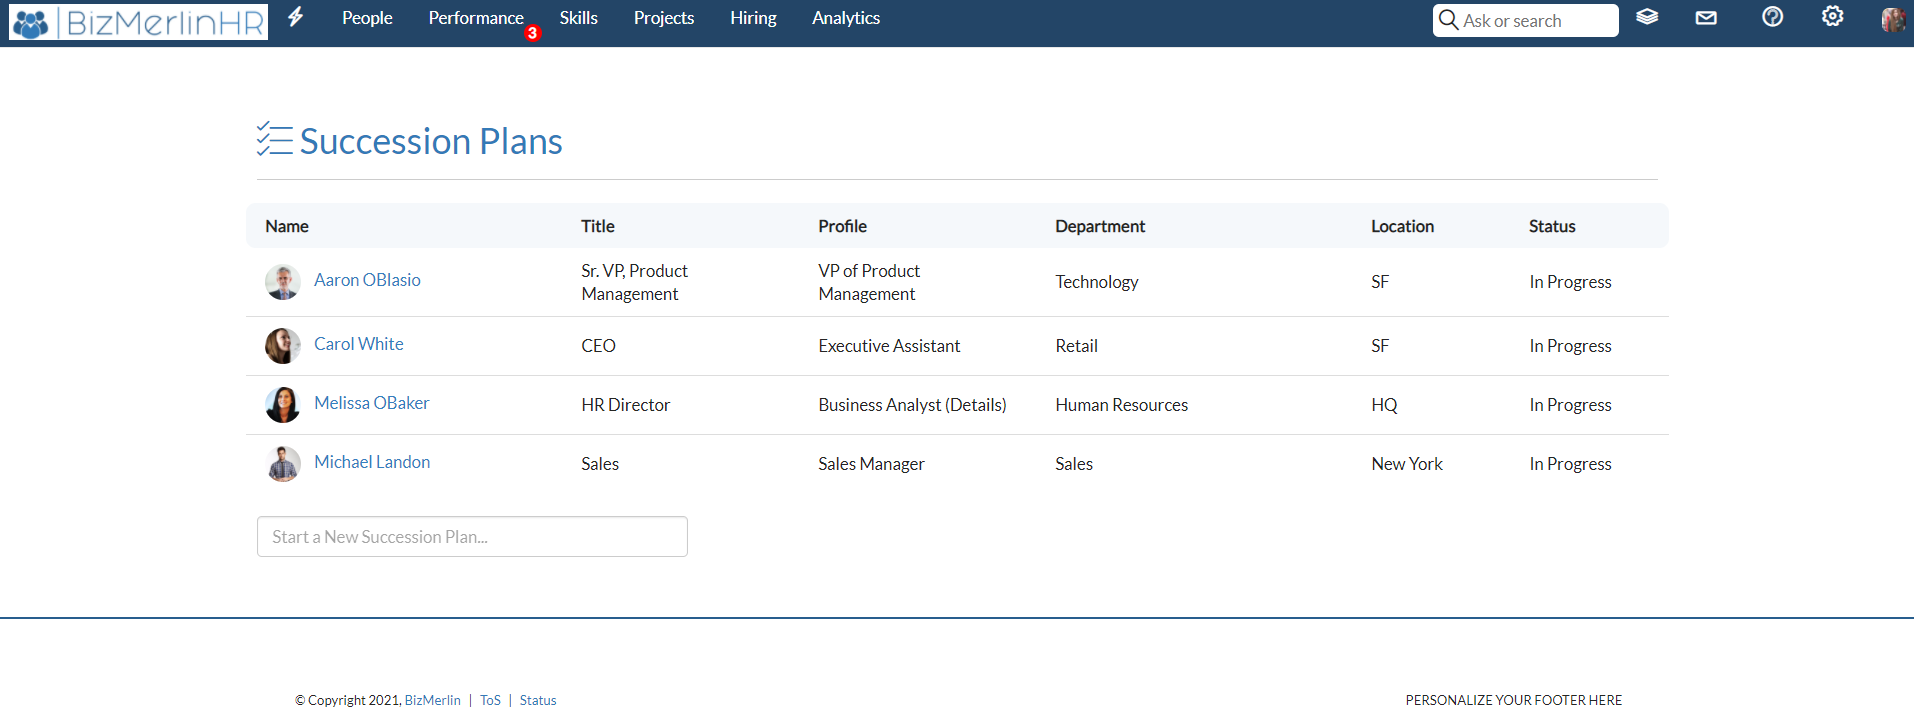 BizMerlinHR People Performance 3 Skills Projects Hiring Analytics Ask or search
Succession Plans
Name Title Profile Department Location Status
Aaron OBlasio Sr. VP, Product Management VP of Product Management Technology SF In Progress
Carol White CEO Executive Assistant Retail SF In Progress
Melissa OBaker HR Director Business Analyst (Details) Human Resources HQ In Progress
Michael Landon Sales Sales Manager Sales New York In Progress
Start a New Succession Plan...
© Copyright 2021, BizMerlin | ToS | Status PERSONALIZE YOUR FOOTER HERE